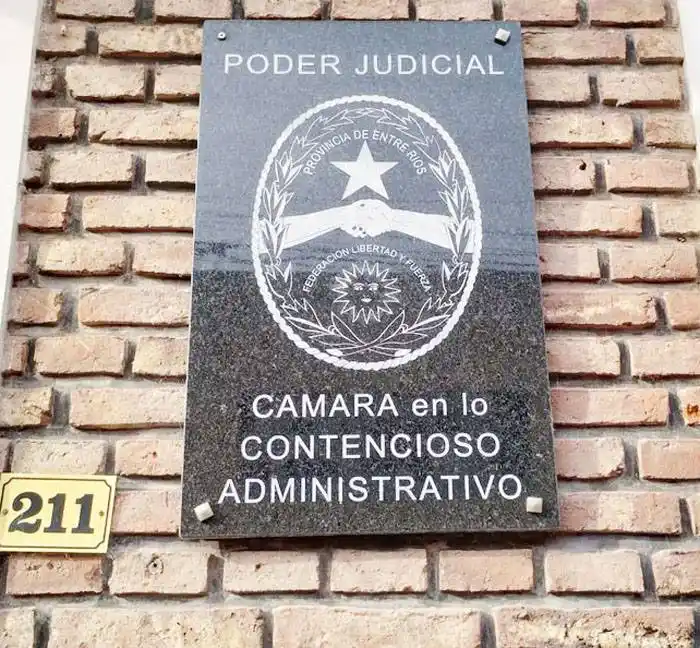 PODER JUDICIAL
PROVINCIA DE ENTRE RIOS
FEDERACION LIBERTAD Y FUERZA
CAMARA en lo
CONTENCIOSO
ADMINISTRATIVO
211